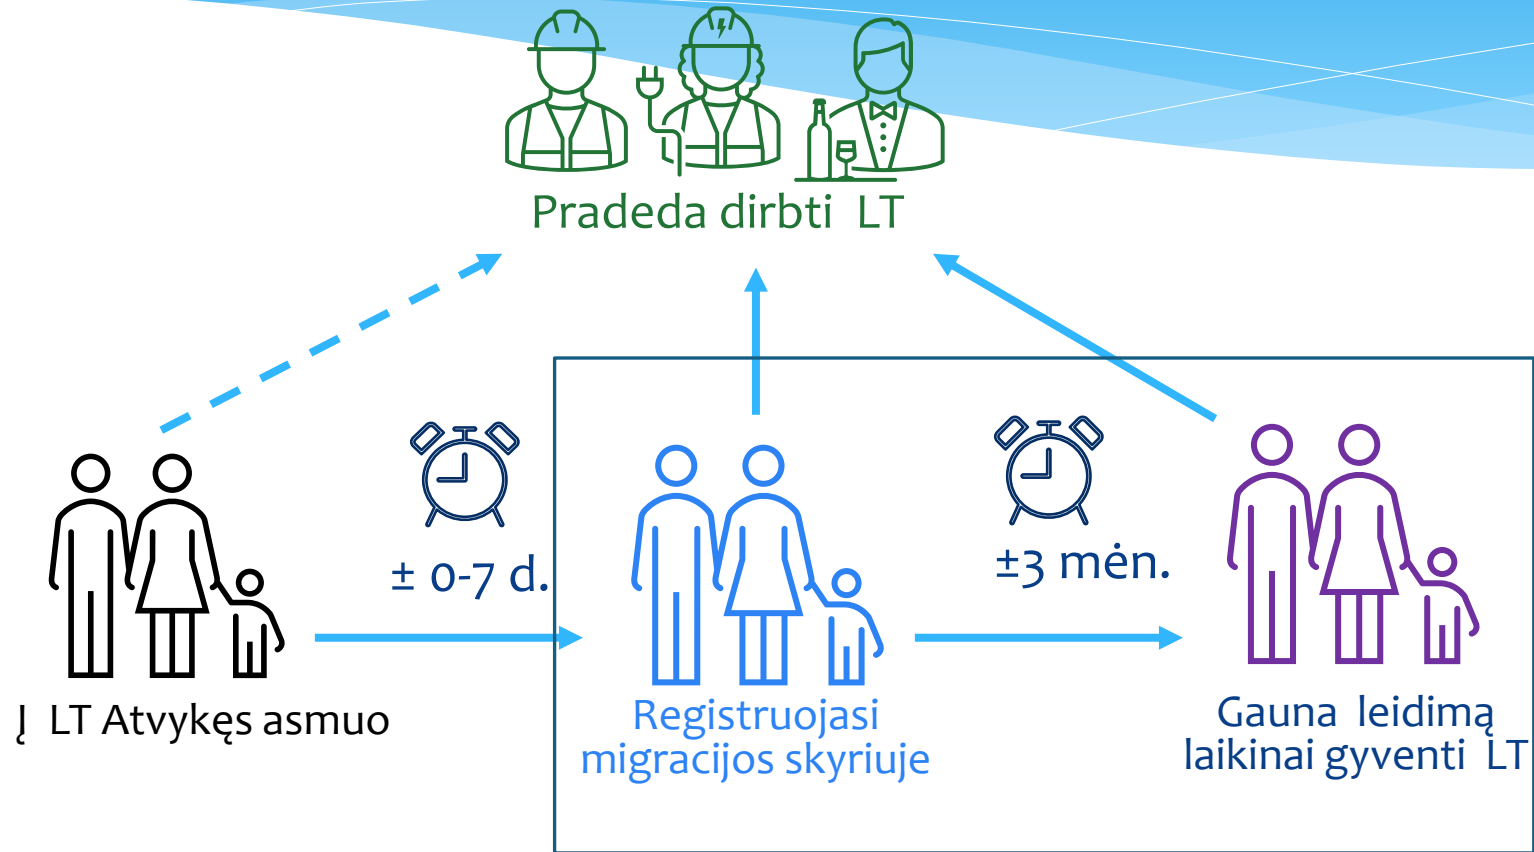 Pradeda dirbti LT
± 0-7 d.
±3 mėn.
Į LT Atvykęs asmuo
Registruojasi
migracijos skyriuje
Gauna leidimą
laikinai gyventi LT